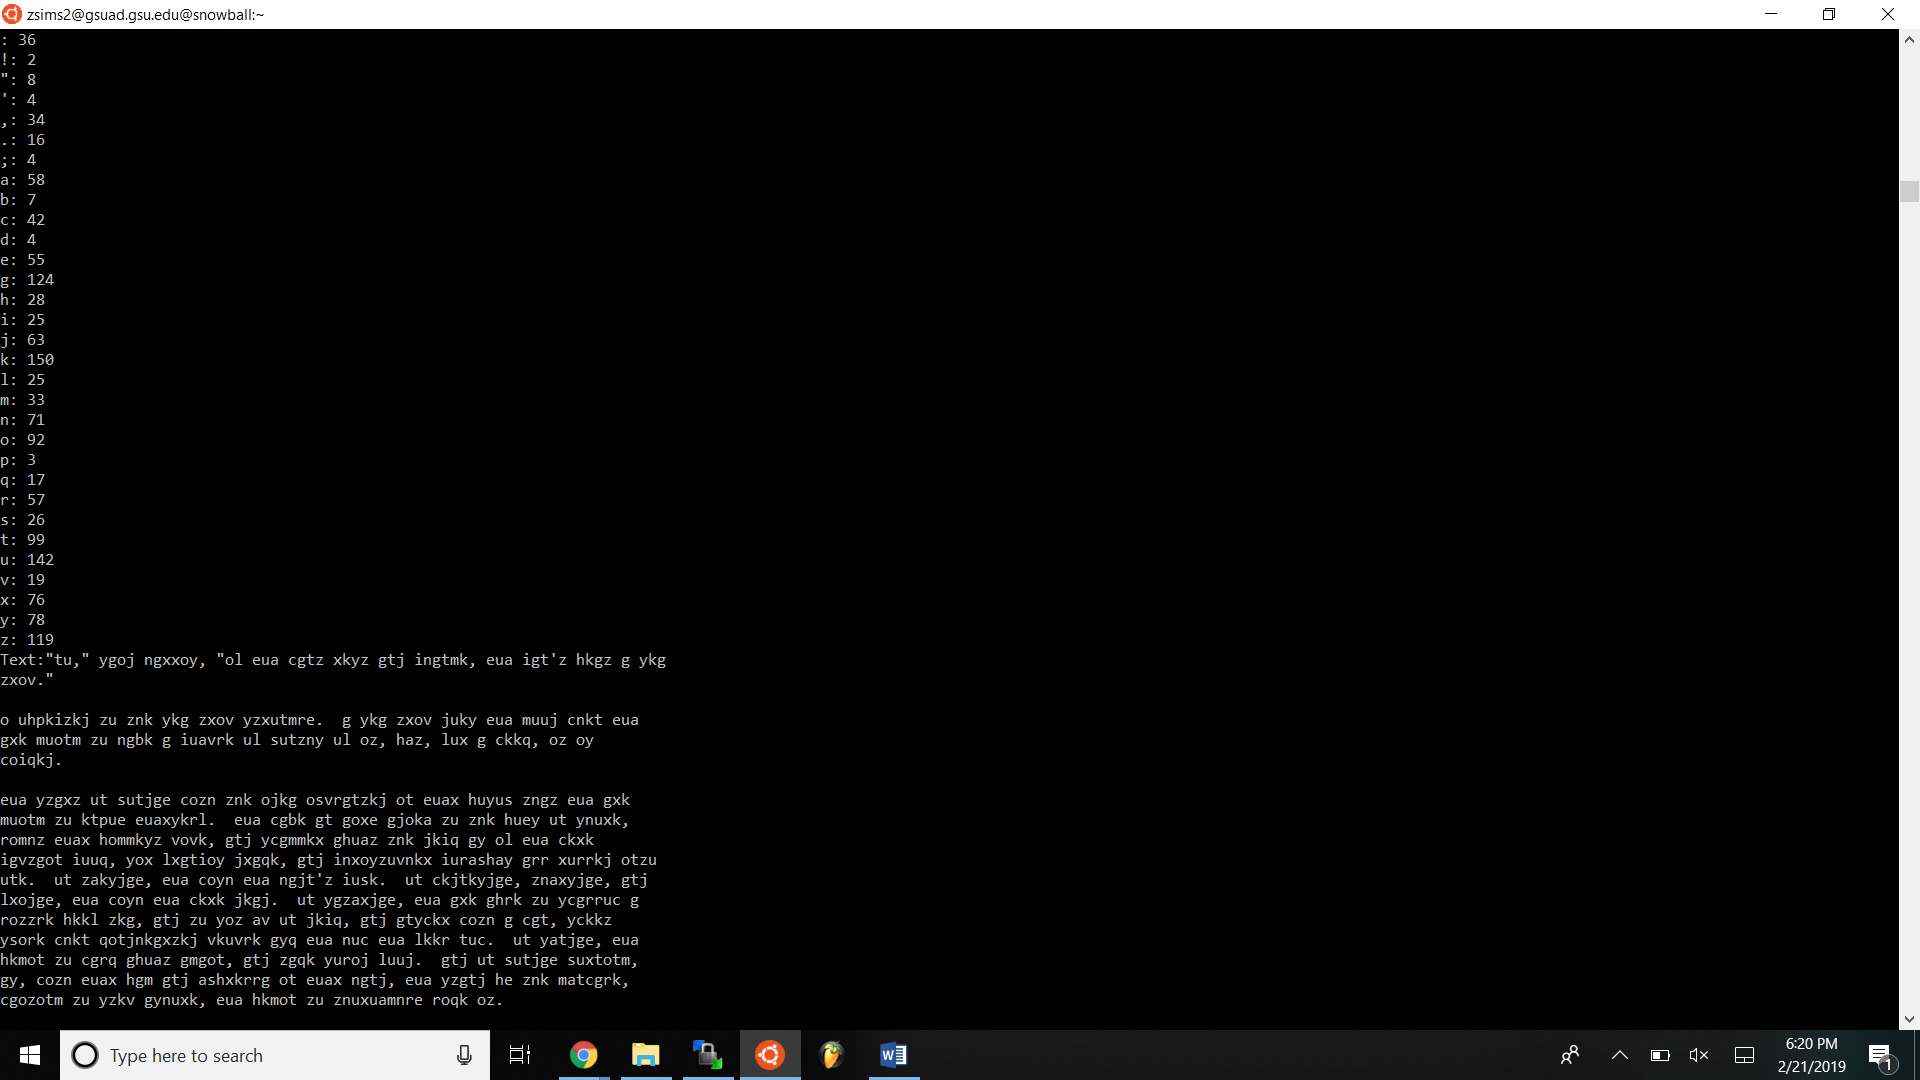 zsims2@gsuad.gsu.edu@snowball:~
: 36
!: 2
": 8
': 4
,: 34
.: 16
;: 4
a: 58
b: 7
c: 42
d: 4
e: 55
g: 124
h: 28
i: 25
j: 63
k: 150
l: 25
m: 33
n: 71
o: 92
p: 3
q: 17
r: 57
s: 26
t: 99
u: 142
v: 19
x: 76
y: 78
z: 119
Text:"tu," ygoj ngxxoy, "ol eua cgtz xkyz gtj ingtmk, eua igt'z hkgz g ykg
zxov."
o uhpkizkj zu znk ykg zxov yzxutmre.  g ykg zxov juky eua muuj cnkt eua
gxk muotm zu ngbk g iuavrk ul sutzny ul oz, haz, lux g ckkq, oz oy
coiqkj.
eua yzgxz ut sutjge cozn znk ojkg osvrgtzkj ot euax huyus zngz eua gxk
muotm zu ktpue euaxykrl.  eua cgbk gt goxe gjoka zu znk huey ut ynuxk,
romnz euax hommkyz vovk, gtj ycgmmkx ghuaz znk jkiq gy ol eua ckxk
igvzgot iuuq, yox lxgtioy jxgqk, gtj inxoyzuvnkx iurashay grr xurrkj otzu
utk.  ut zakyjge, eua coyn eua ngjt'z iusk.  ut ckjtkyjge, znaxyjge, gtj
lxojge, eua coyn eua ckxk jkgj.  ut ygzaxjge, eua gxk ghrk zu ycgrruc g
rozzrk hkkl zkg, gtj zu yoz av ut jkiq, gtj gtyckx cozn g cgt, yckkz
ysork cnkt qotjnkgxzkj vkuvrk gyq eua nuc eua lkkr tuc.  ut yatjge, eua
hkmot zu cgrq ghuaz gmgot, gtj zgqk yuroj luuj.  gtj ut sutjge suxtotm,
gy, cozn euax hgm gtj ashxkrrg ot euax ngtj, eua yzgtj he znk matcgrk,
cgozotm zu yzkv gynuxk, eua hkmot zu znuxuamnre roqk oz.
Type here to search
6:20 PM
2/21/2019
1